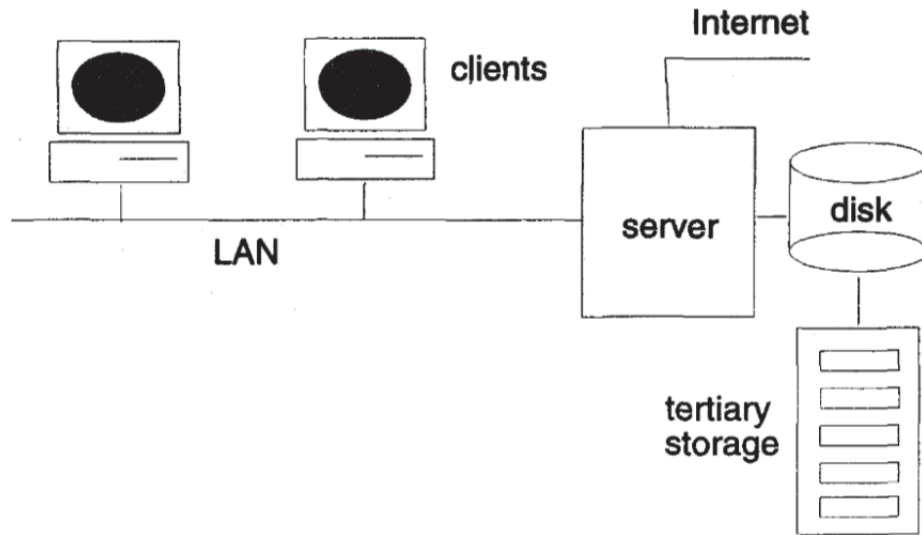 Internet
clients
server
disk
LAN
tertiary
storage